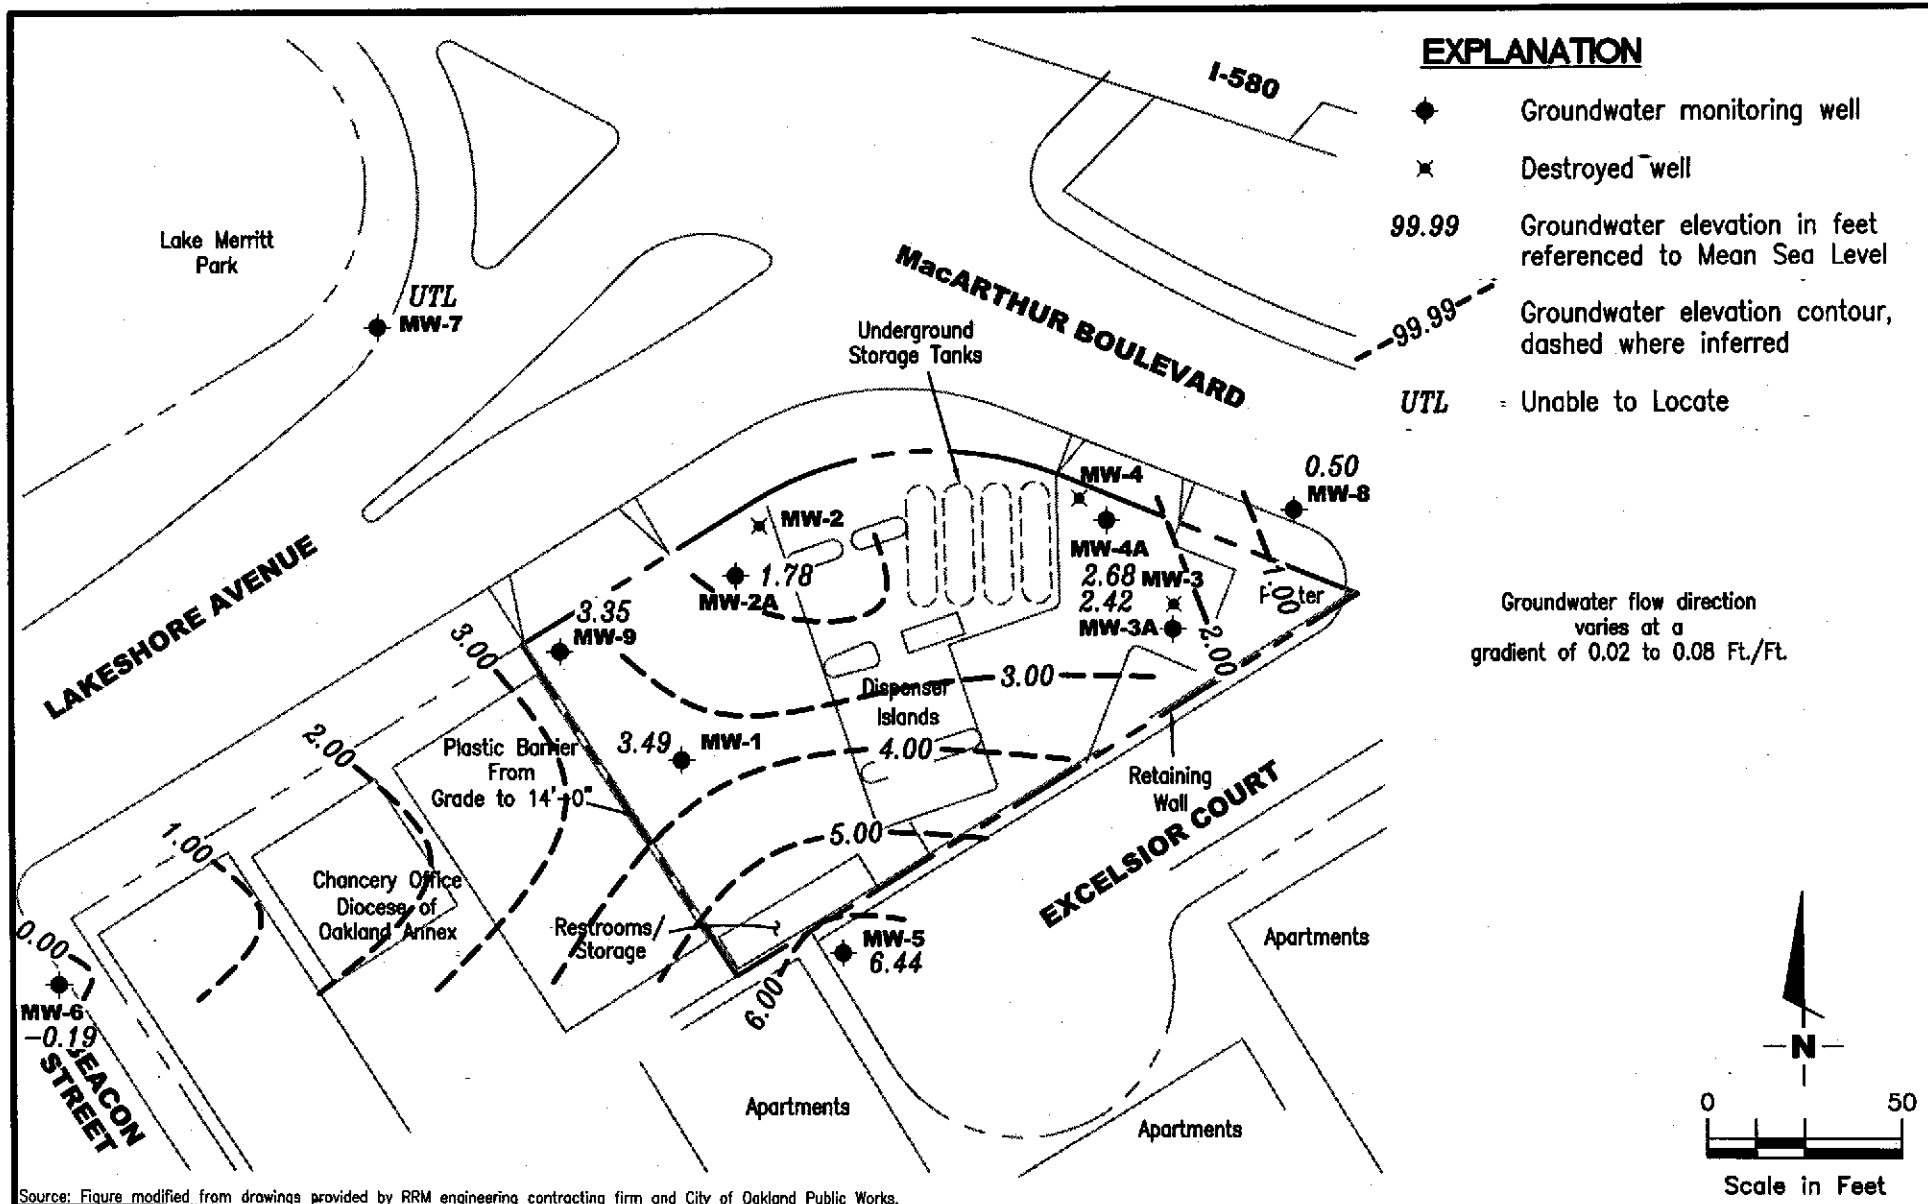 EXPLANATION
Groundwater monitoring well
Destroyed well
99.99
Groundwater elevation in feet
referenced to Mean Sea Level
99.99
Groundwater elevation contour,
dashed where inferred
UTL
Unable to Locate
I-580
Lake Merritt
Park
UTL
MW-7
MacARTHUR BOULEVARD
Underground
Storage Tanks
LAKESHORE AVENUE
MW-2
1.78
MW-2A
MW-4
MW-4A
2.68
MW-3
2.42
MW-3A
0.50
MW-8
1.00
2.00
3.35
MW-9
3.00
3.00
Dispenser
Islands
Groundwater flow direction
varies at a
gradient of 0.02 to 0.08 Ft./Ft.
2.00
Plastic Barrier
From
Grade to 14'-0"
3.49
MW-1
4.00
Retaining
Wall
EXCELSIOR COURT
1.00
5.00
Chancery Office
Diocese of
Oakland Annex
Restrooms/
Storage
MW-5
6.44
6.00
Apartments
0.00
MW-6
-0.19
BEACON
STREET
Apartments
Apartments
N
0 50
Scale in Feet
Source: Figure modified from drawings provided by RRM engineering contracting firm and City of Oakland Public Works.